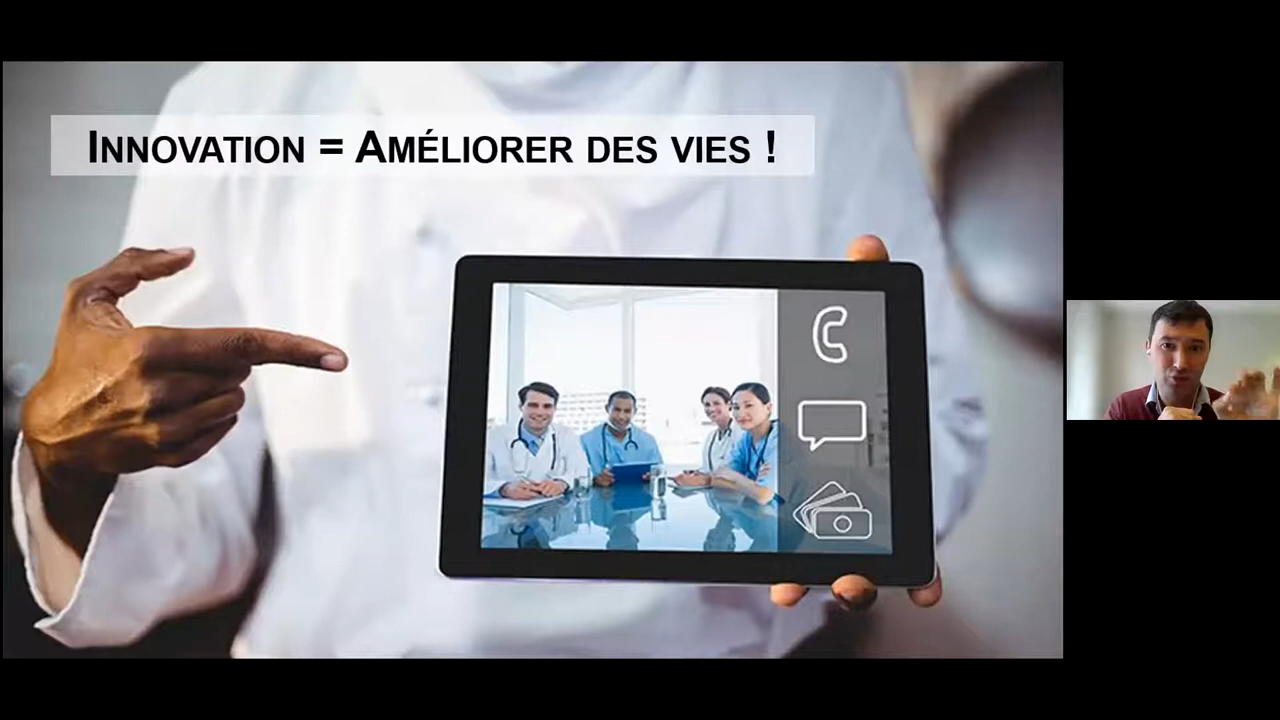 INNOVATION = AMÉLIORER DES VIES !